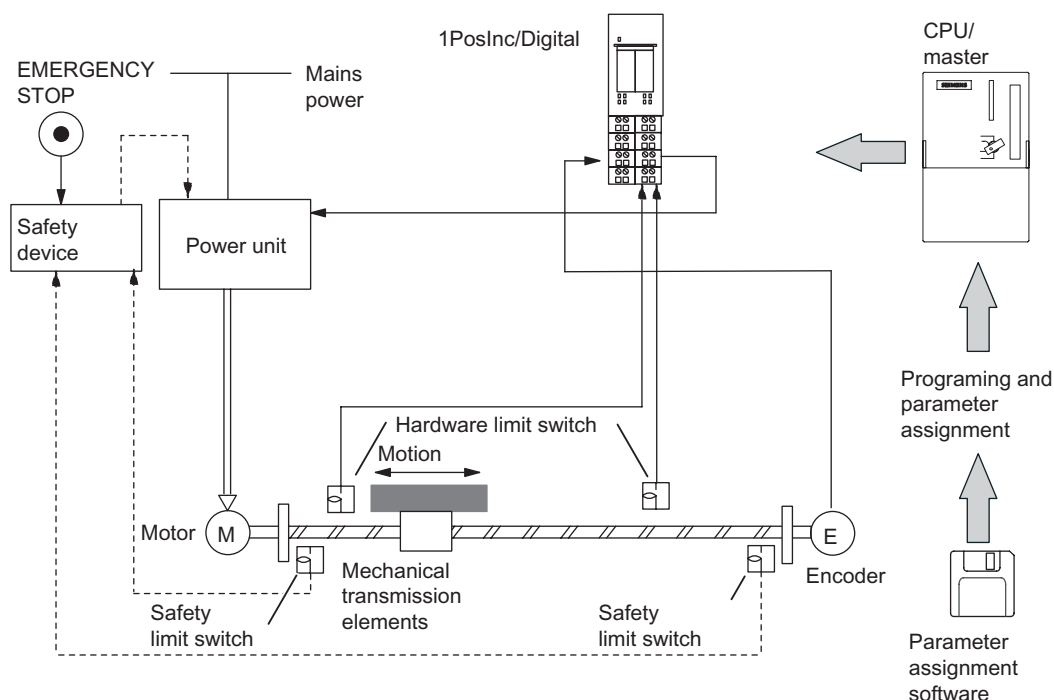 1PosInc/Digital
CPU/
master
EMERGENCY
STOP
Mains
power
SIEMENS
Safety
device
Power unit
Programing and
parameter
assignment
Hardware limit switch
Motion
Motor
M
E
Encoder
Mechanical
transmission
elements
Safety
limit switch
Safety
limit switch
Parameter
assignment
software